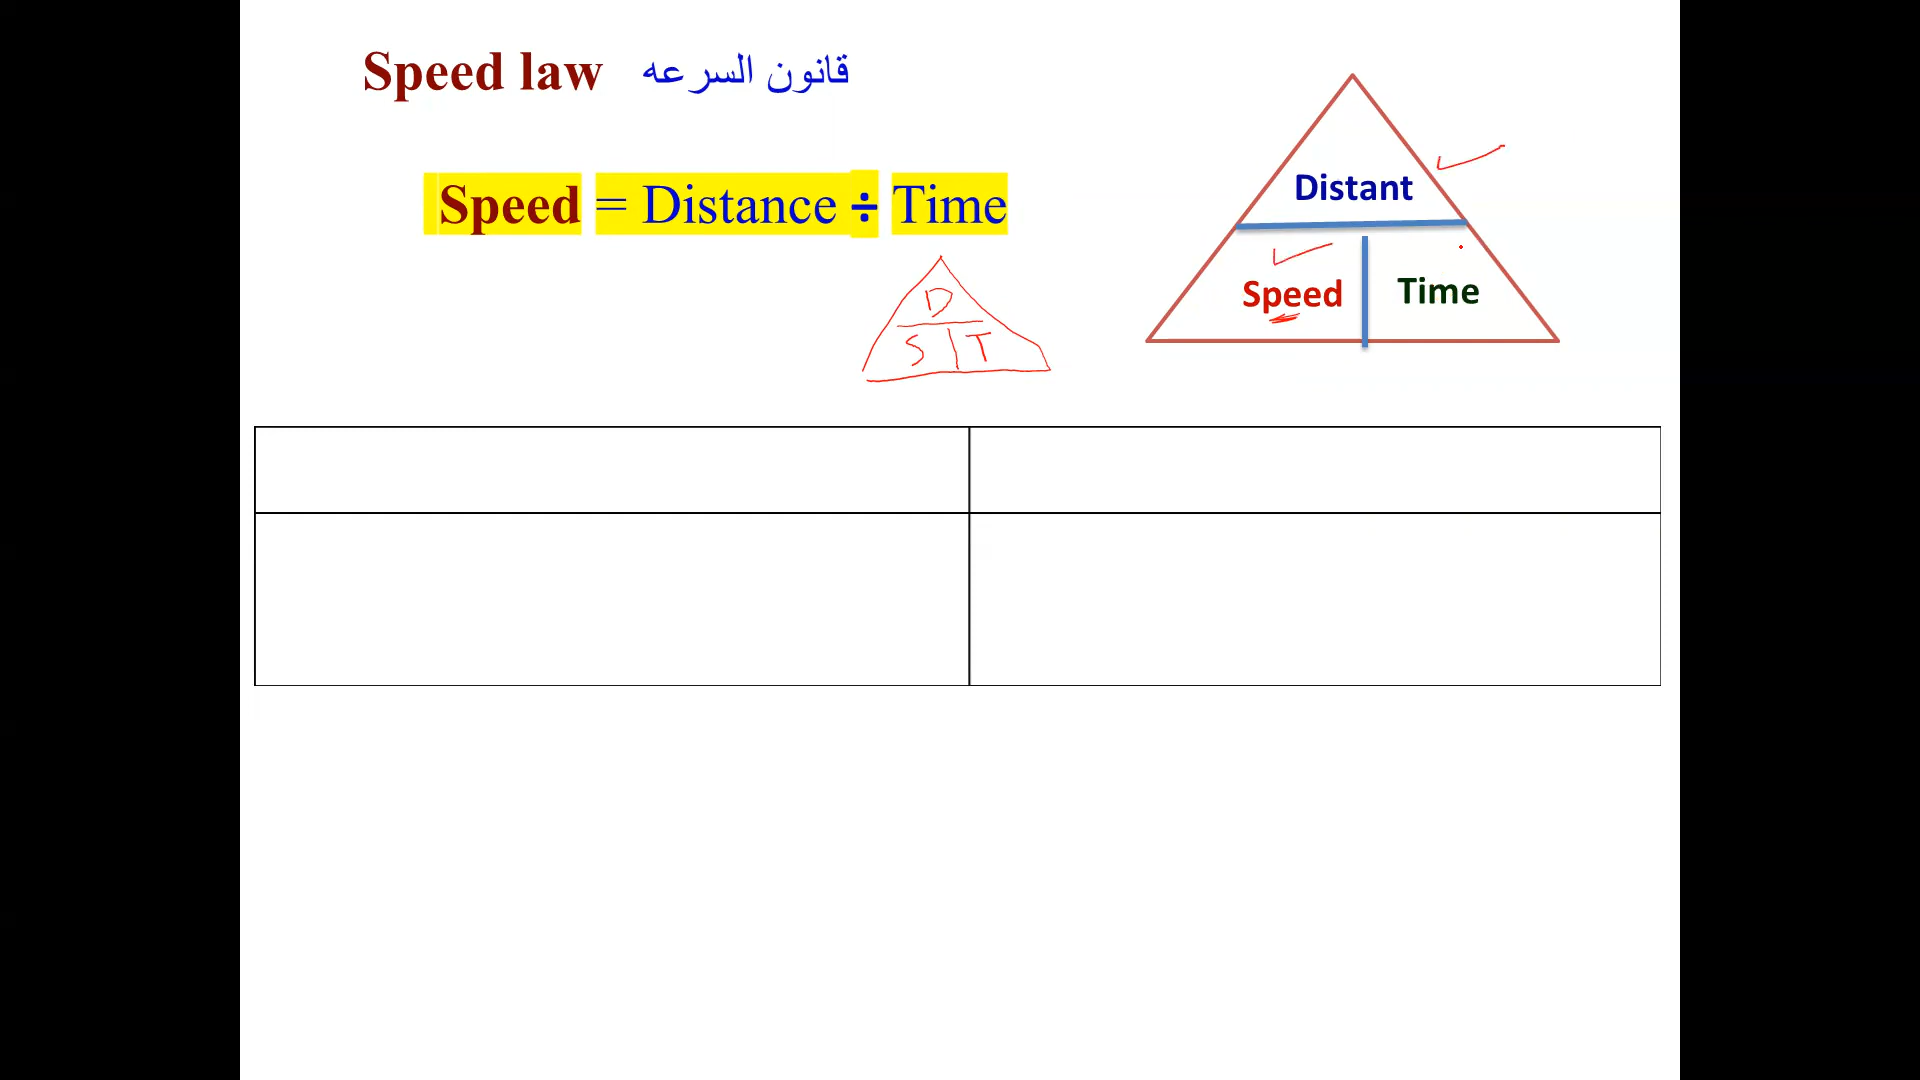 Speed law قانون السرعه
Speed = Distance ÷ Time
Distant
Speed
Time
D
S T